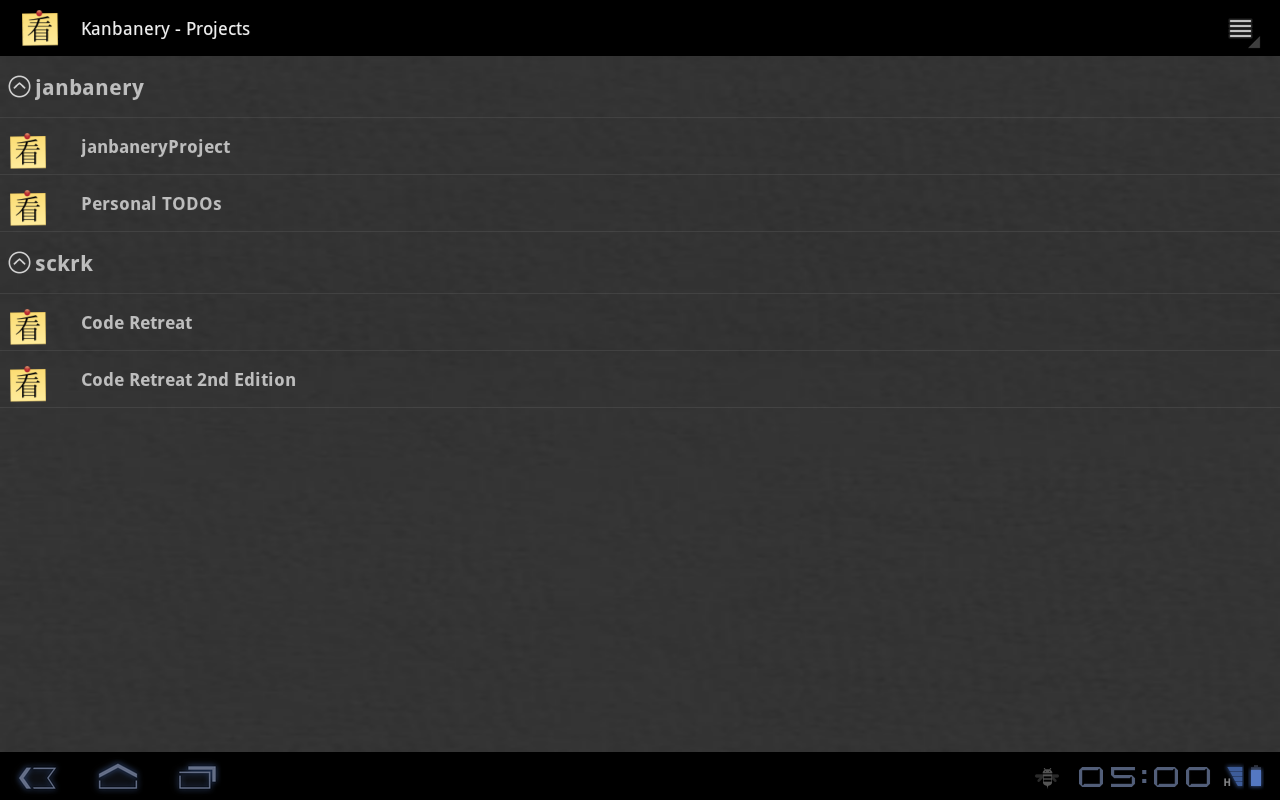 看 Kanbanery - Projects
janbanery
看 janbaneryProject
看 Personal TODOs
sckrk
看 Code Retreat
看 Code Retreat 2nd Edition
05:00 H